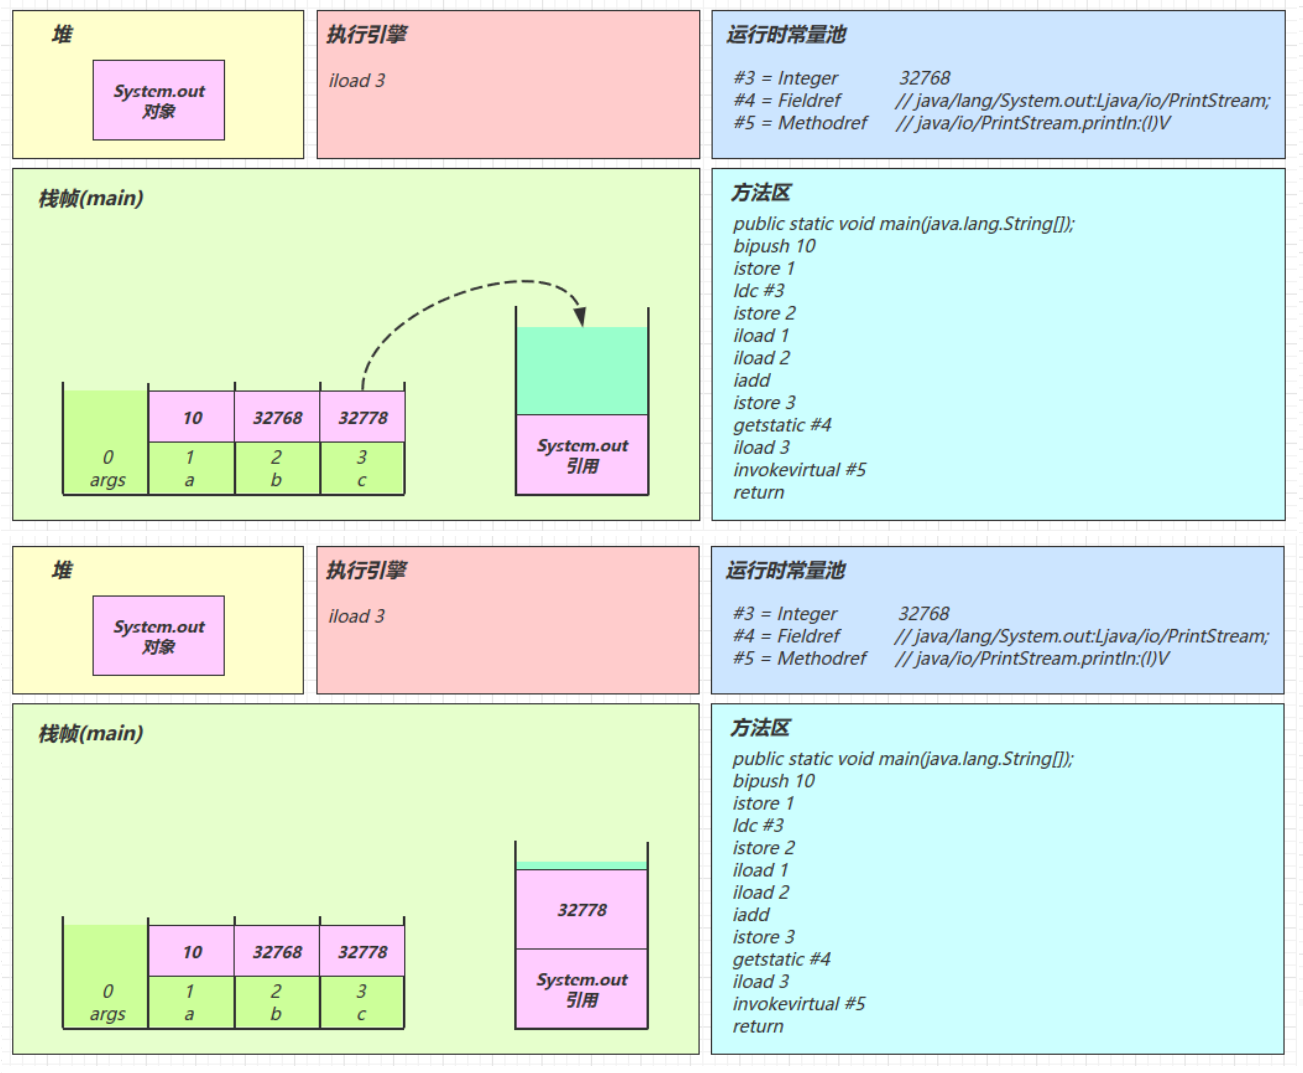 堆
System.out
对象
执行引擎
iload 3
运行时常量池
#3 = Integer 32768
#4 = Fieldref // java/lang/System.out:Ljava/io/PrintStream;
#5 = Methodref // java/io/PrintStream.println:(I)V
栈帧(main)
10 32768 32778
0 1 2 3
args a b c
System.out
引用
方法区
public static void main(java.lang.String[]);
bipush 10
istore 1
ldc #3
istore 2
iload 1
iload 2
iadd
istore 3
getstatic #4
iload 3
invokevirtual #5
return
堆
System.out
对象
执行引擎
iload 3
运行时常量池
#3 = Integer 32768
#4 = Fieldref // java/lang/System.out:Ljava/io/PrintStream;
#5 = Methodref // java/io/PrintStream.println:(I)V
栈帧(main)
10 32768 32778
0 1 2 3
args a b c
32778
System.out
引用
方法区
public static void main(java.lang.String[]);
bipush 10
istore 1
ldc #3
istore 2
iload 1
iload 2
iadd
istore 3
getstatic #4
iload 3
invokevirtual #5
return